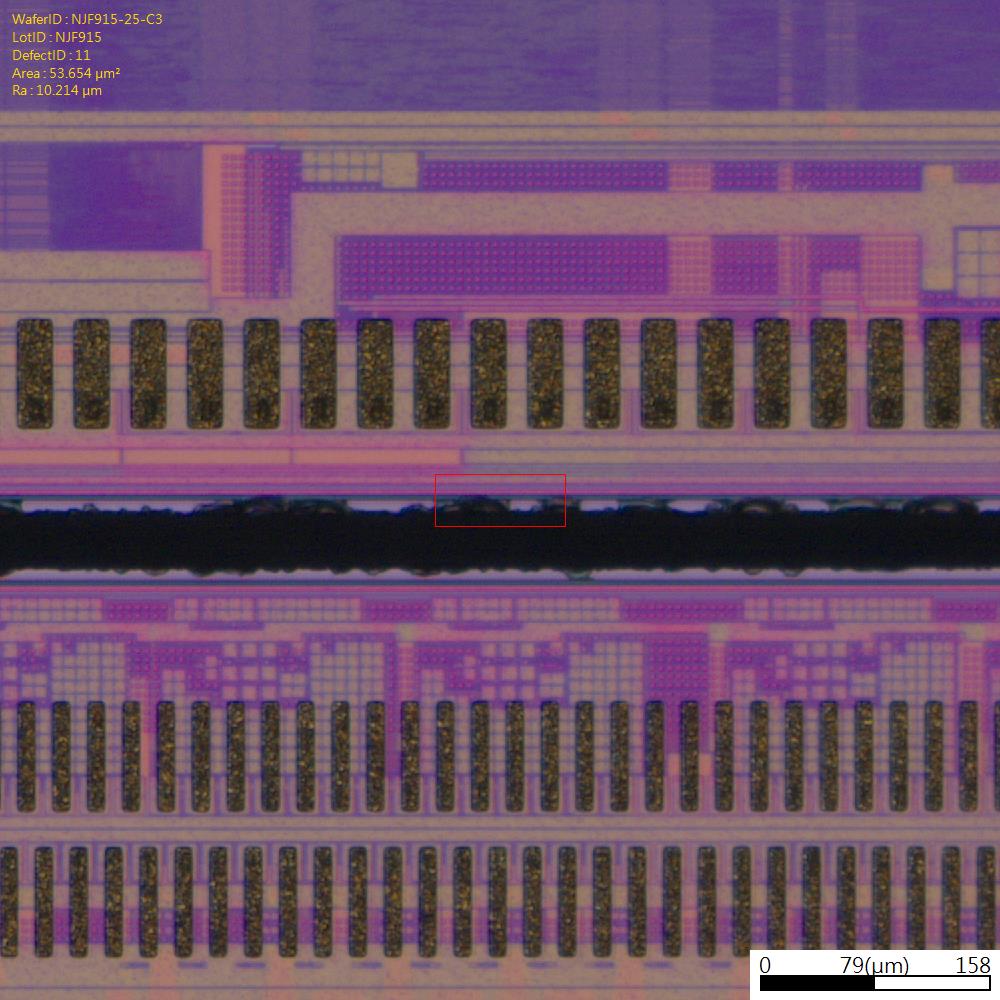 WaferID : NJF915-25-C3
LotID : NJF915
DefectID : 11
Area : 53.654 µm²
Ra : 10.214 µm
0 79(µm) 158